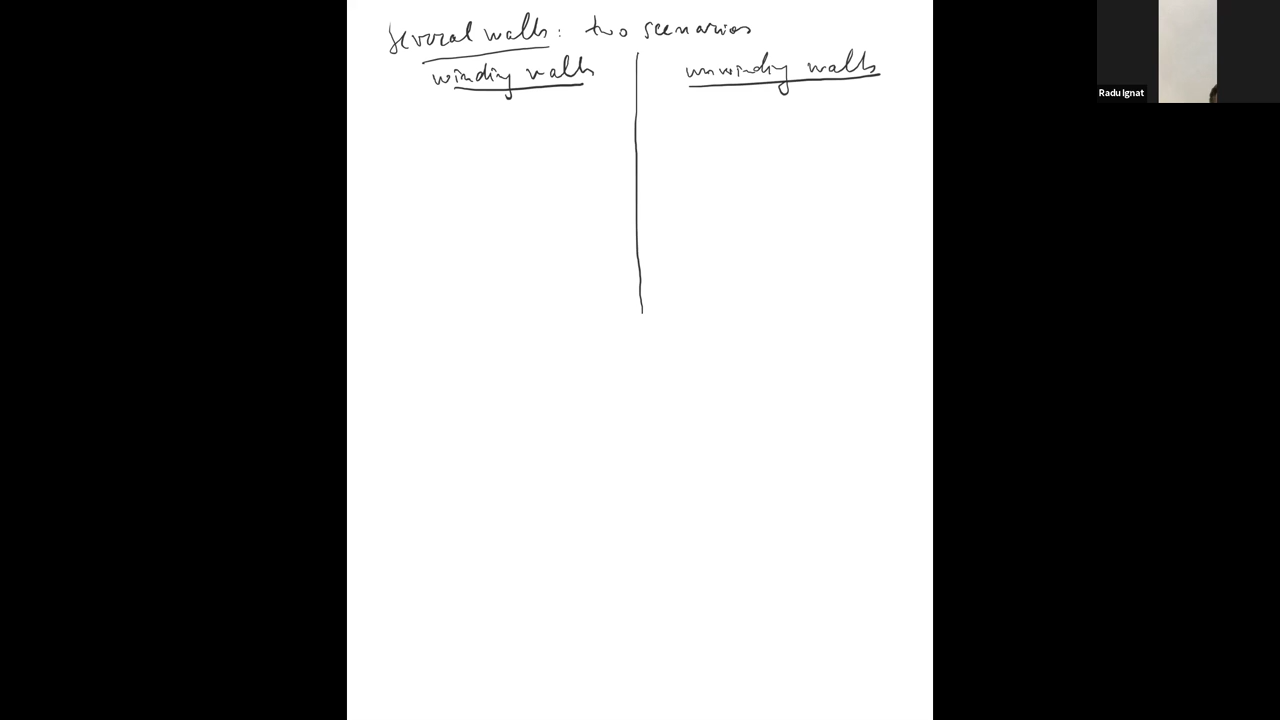 Several walls: two scenarios
winding walls
unwinding walls
Radu Ignat